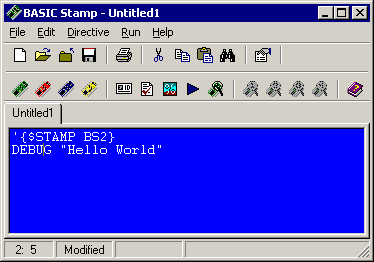 BASIC Stamp - Untitled1
File Edit Directive Run Help
Untitled1
'{$STAMP BS2}
DEBUG "Hello World"
2: 5 Modified